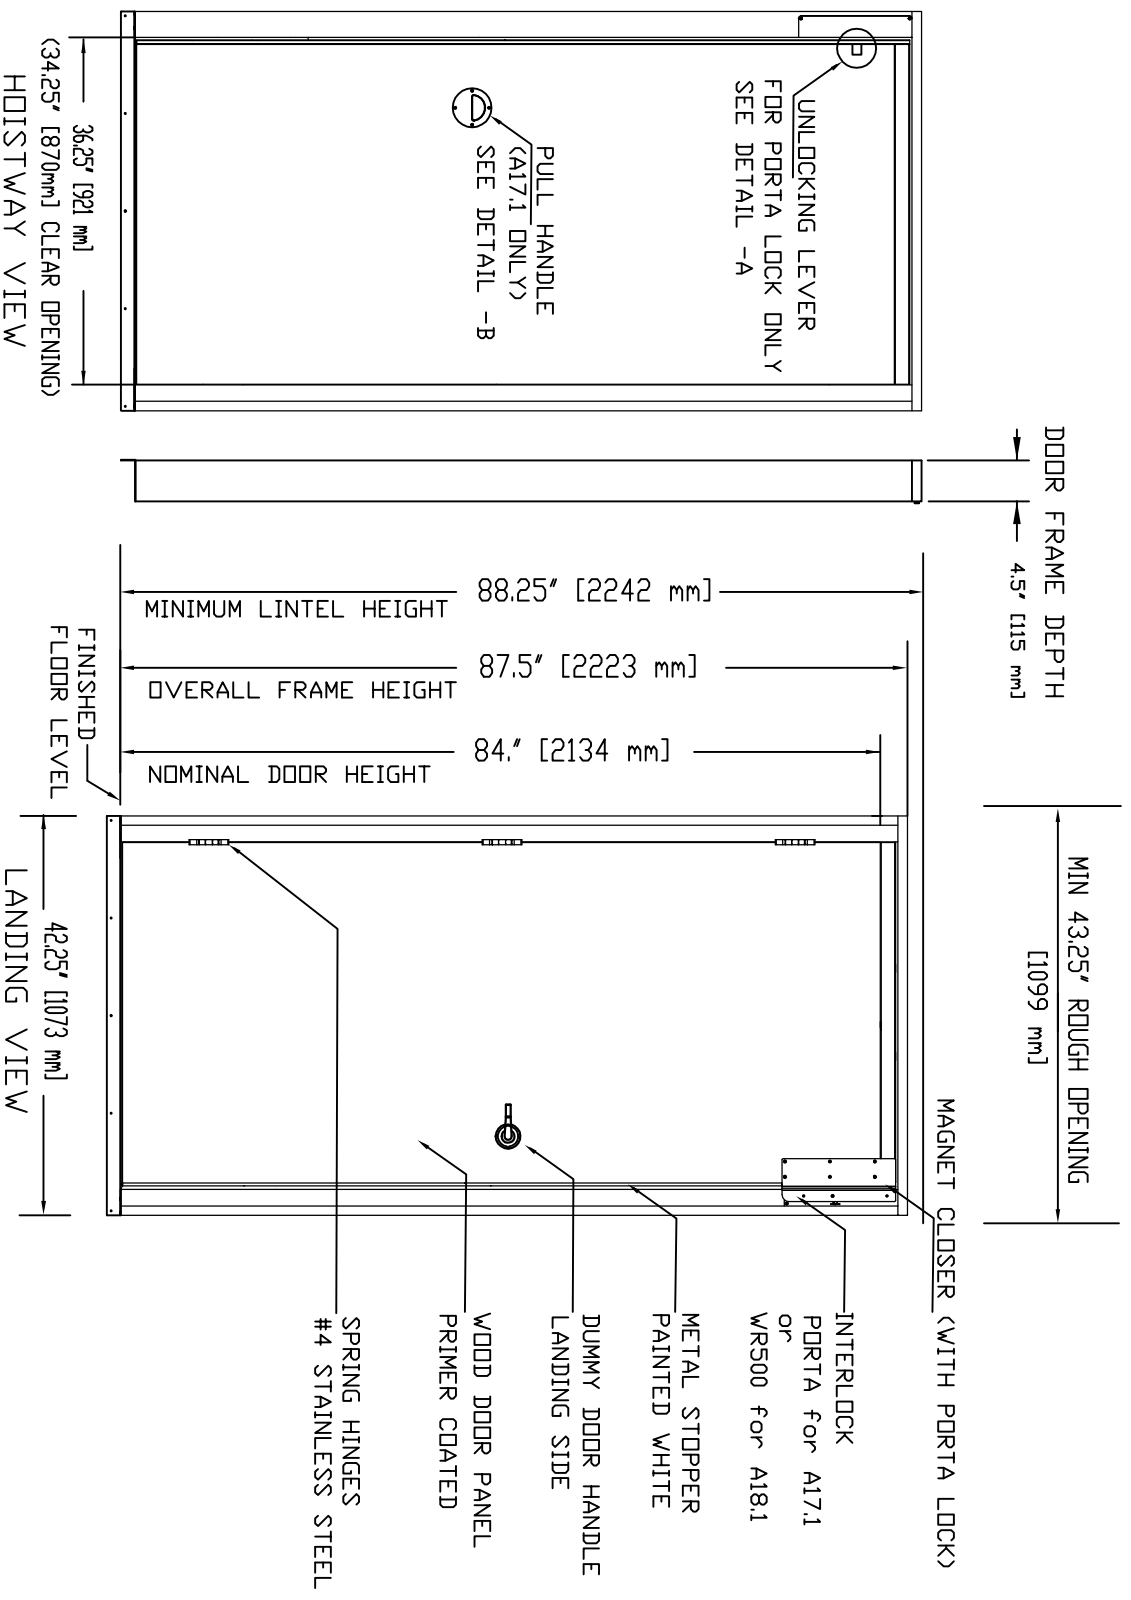 UNLOCKING LEVER
FOR PORTA LOCK ONLY
SEE DETAIL -A
PULL HANDLE
(A17.1 ONLY)
SEE DETAIL -B
36.25" [921 mm]
(34.25" [870mm] CLEAR OPENING)
HOISTWAY VIEW
DOOR FRAME DEPTH
4.5" [115 mm]
88.25" [2242 mm]
MINIMUM LINTEL HEIGHT
87.5" [2223 mm]
OVERALL FRAME HEIGHT
84." [2134 mm]
NOMINAL DOOR HEIGHT
FINISHED
FLOOR LEVEL
MIN 43.25" ROUGH OPENING
[1099 mm]
42.25" [1073 mm]
LANDING VIEW
MAGNET CLOSER (WITH PORTA LOCK)
INTERLOCK
PORTA for A17.1
or
WR500 for A18.1
METAL STOPPER
PAINTED WHITE
DUMMY DOOR HANDLE
LANDING SIDE
WOOD DOOR PANEL
PRIMER COATED
SPRING HINGES
#4 STAINLESS STEEL